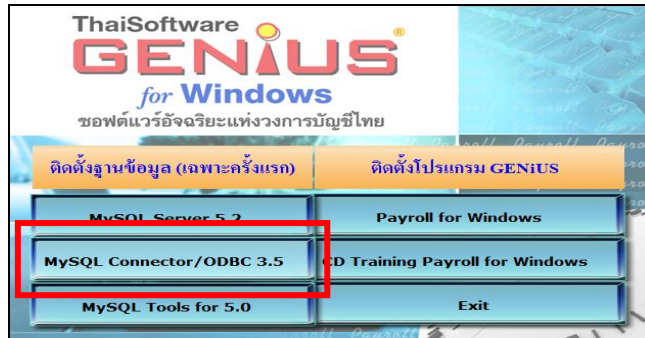 ThaiSoftware
GENiUS
for Windows
ซอฟต์แวร์อัจฉริยะแห่งวงการบัญชีไทย
ติดตั้งฐานข้อมูล (เฉพาะครั้งแรก)
ติดตั้งโปรแกรม GENiUS
MySQL Server 5.2
Payroll for Windows
MySQL Connector/ODBC 3.5
CD Training Payroll for Windows
MySQL Tools for 5.0
Exit